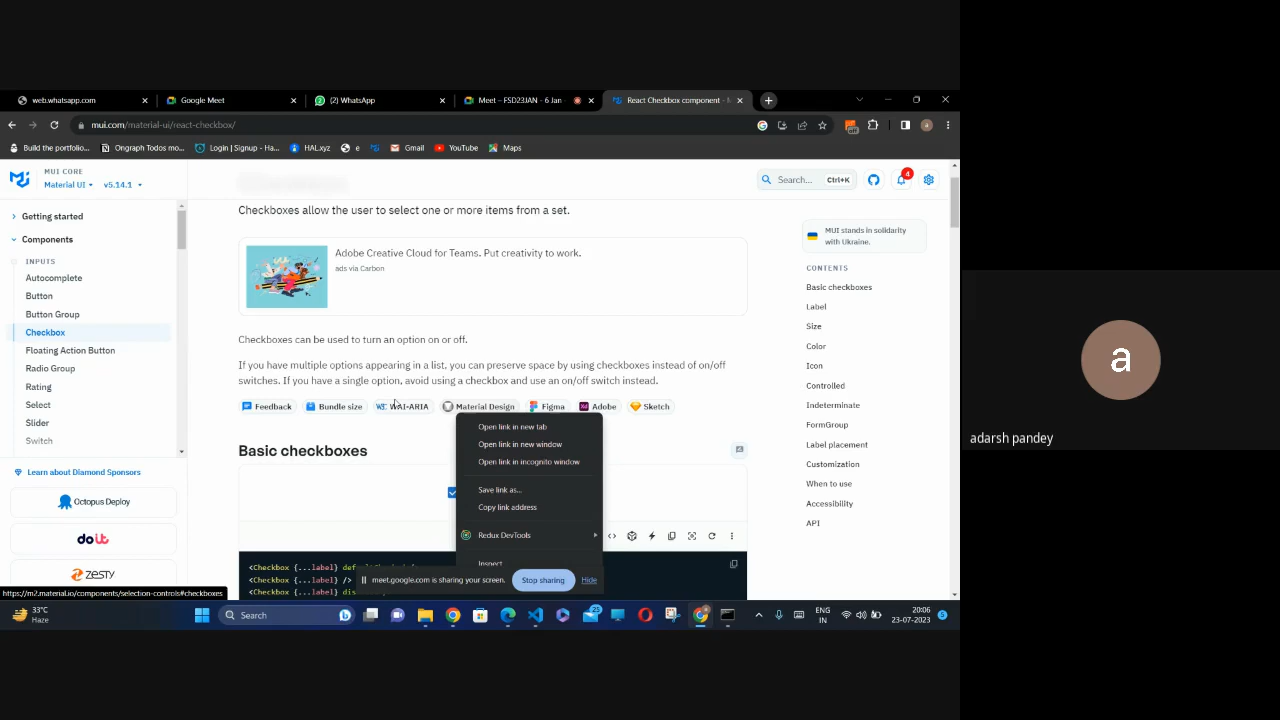 web.whatsapp.com
Google Meet
(2) WhatsApp
Meet – FSD23JAN - 6 Jan
React Checkbox component - M
mui.com/material-ui/react-checkbox/
Build the portfolio...
Ongraph Todos mo...
Login | Signup - Ha...
HAL.xyz
e
Gmail
YouTube
Maps
MUI CORE
Material UI
v5.14.1
Search...
Ctrl+K
4
Getting started
Components
INPUTS
Autocomplete
Button
Button Group
Checkbox
Floating Action Button
Radio Group
Rating
Select
Slider
Switch
Learn about Diamond Sponsors
Octopus Deploy
doit
ZESTY
Checkboxes allow the user to select one or more items from a set.
Adobe Creative Cloud for Teams. Put creativity to work.
ads via Carbon
Checkboxes can be used to turn an option on or off.
If you have multiple options appearing in a list, you can preserve space by using checkboxes instead of on/off
switches. If you have a single option, avoid using a checkbox and use an on/off switch instead.
Feedback
Bundle size
WAI-ARIA
Material Design
Figma
Adobe
Sketch
Basic checkboxes
Open link in new tab
Open link in new window
Open link in incognito window
Save link as...
Copy link address
Redux DevTools
Inspect
<Checkbox {...label}
<Checkbox {...label} />
<Checkbox {...label}
meet.google.com is sharing your screen.
Stop sharing
Hide
MUI stands in solidarity
with Ukraine.
CONTENTS
Basic checkboxes
Label
Size
Color
Icon
Controlled
Indeterminate
FormGroup
Label placement
Customization
When to use
Accessibility
API
https://m2.material.io/components/selection-controls#checkboxes
33°C
Haze
Search
23
ENG
IN
20:06
23-07-2023
5
a
adarsh pandey